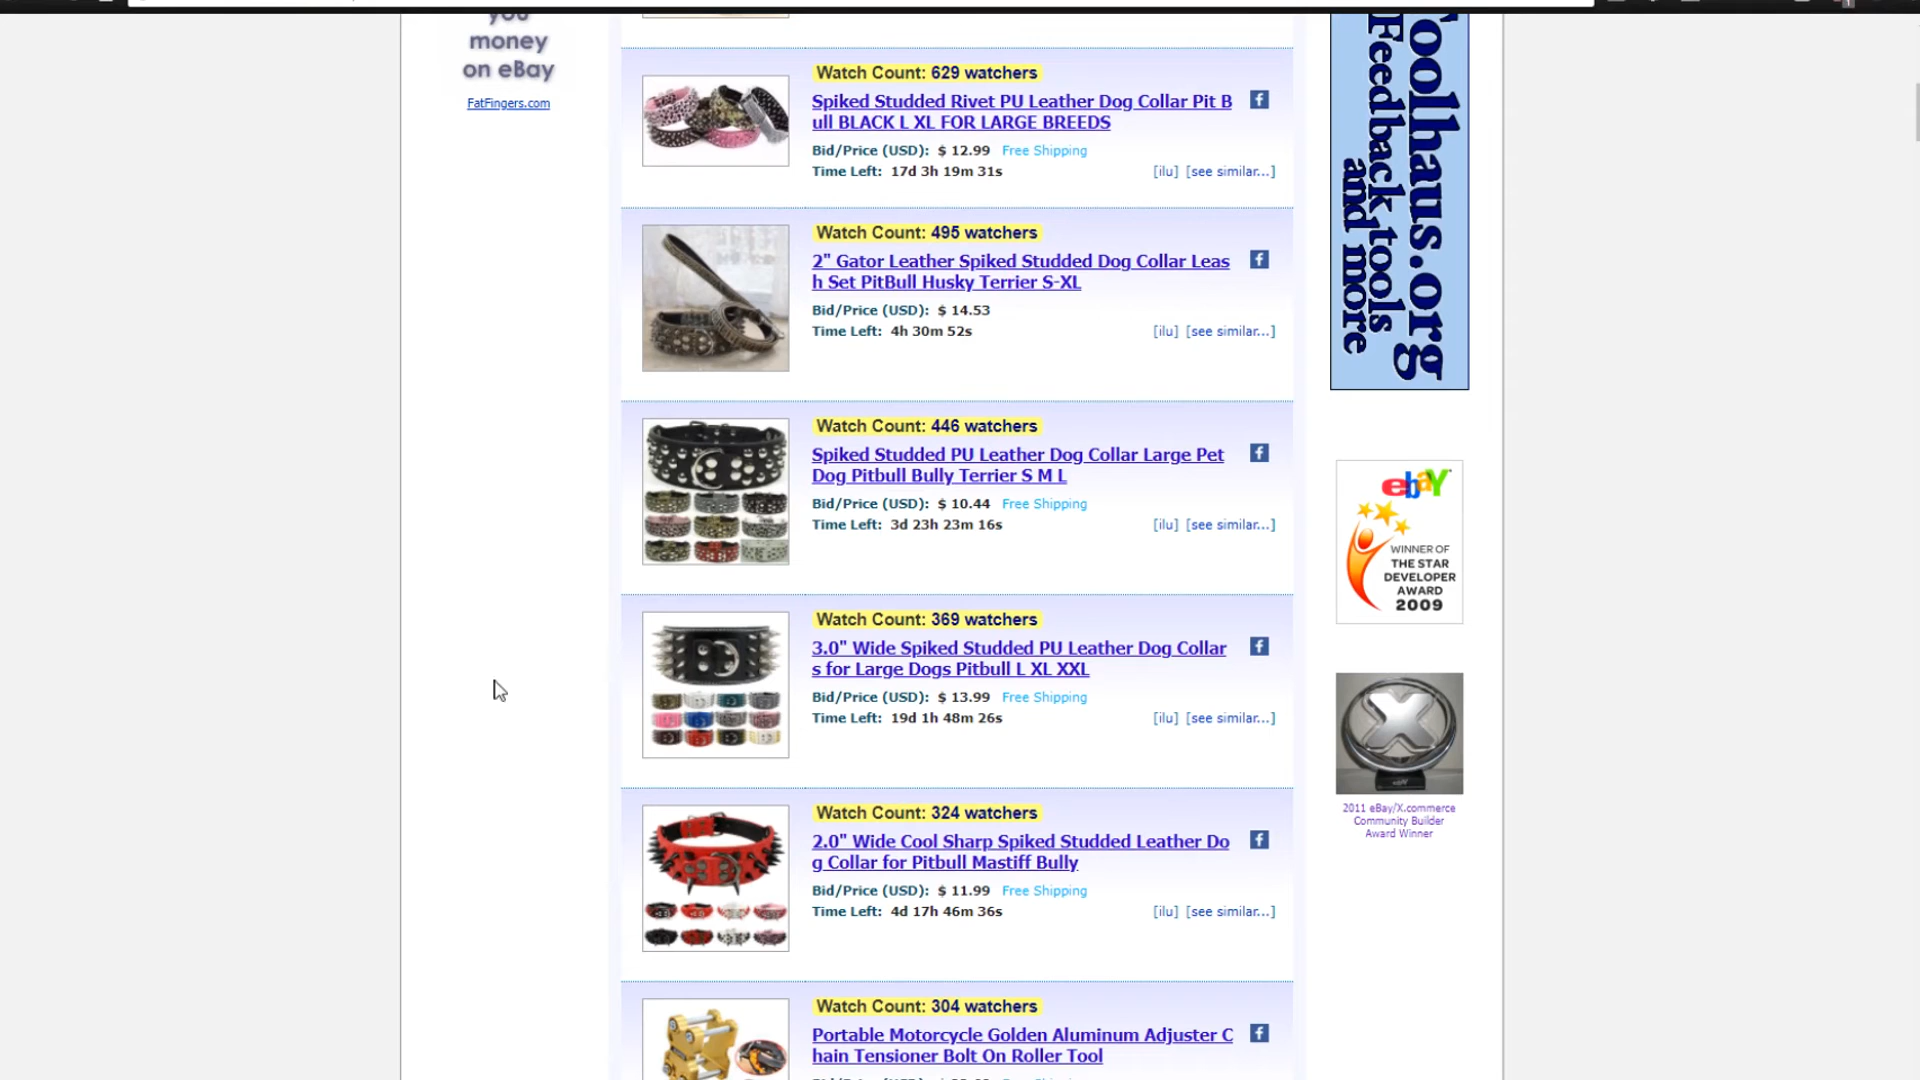 you
money
on eBay
FatFingers.com
Watch Count: 629 watchers
Spiked Studded Rivet PU Leather Dog Collar Pit B
ull BLACK L XL FOR LARGE BREEDS
Bid/Price (USD): $ 12.99 Free Shipping
Time Left: 17d 3h 19m 31s [ilu] [see similar...]
Watch Count: 495 watchers
2" Gator Leather Spiked Studded Dog Collar Leas
h Set PitBull Husky Terrier S-XL
Bid/Price (USD): $ 14.53
Time Left: 4h 30m 52s [ilu] [see similar...]
Watch Count: 446 watchers
Spiked Studded PU Leather Dog Collar Large Pet
Dog Pitbull Bully Terrier S M L
Bid/Price (USD): $ 10.44 Free Shipping
Time Left: 3d 23h 23m 16s [ilu] [see similar...]
Watch Count: 369 watchers
3.0" Wide Spiked Studded PU Leather Dog Collar
s for Large Dogs Pitbull L XL XXL
Bid/Price (USD): $ 13.99 Free Shipping
Time Left: 19d 1h 48m 26s [ilu] [see similar...]
Watch Count: 324 watchers
2.0" Wide Cool Sharp Spiked Studded Leather Do
g Collar for Pitbull Mastiff Bully
Bid/Price (USD): $ 11.99 Free Shipping
Time Left: 4d 17h 46m 36s [ilu] [see similar...]
Watch Count: 304 watchers
Portable Motorcycle Golden Aluminum Adjuster C
hain Tensioner Bolt On Roller Tool
Toolhaus.org
Feedback tools
and more
ebaY
WINNER OF
THE STAR
DEVELOPER
AWARD
2009
2011 eBay/X.commerce
Community Builder
Award Winner